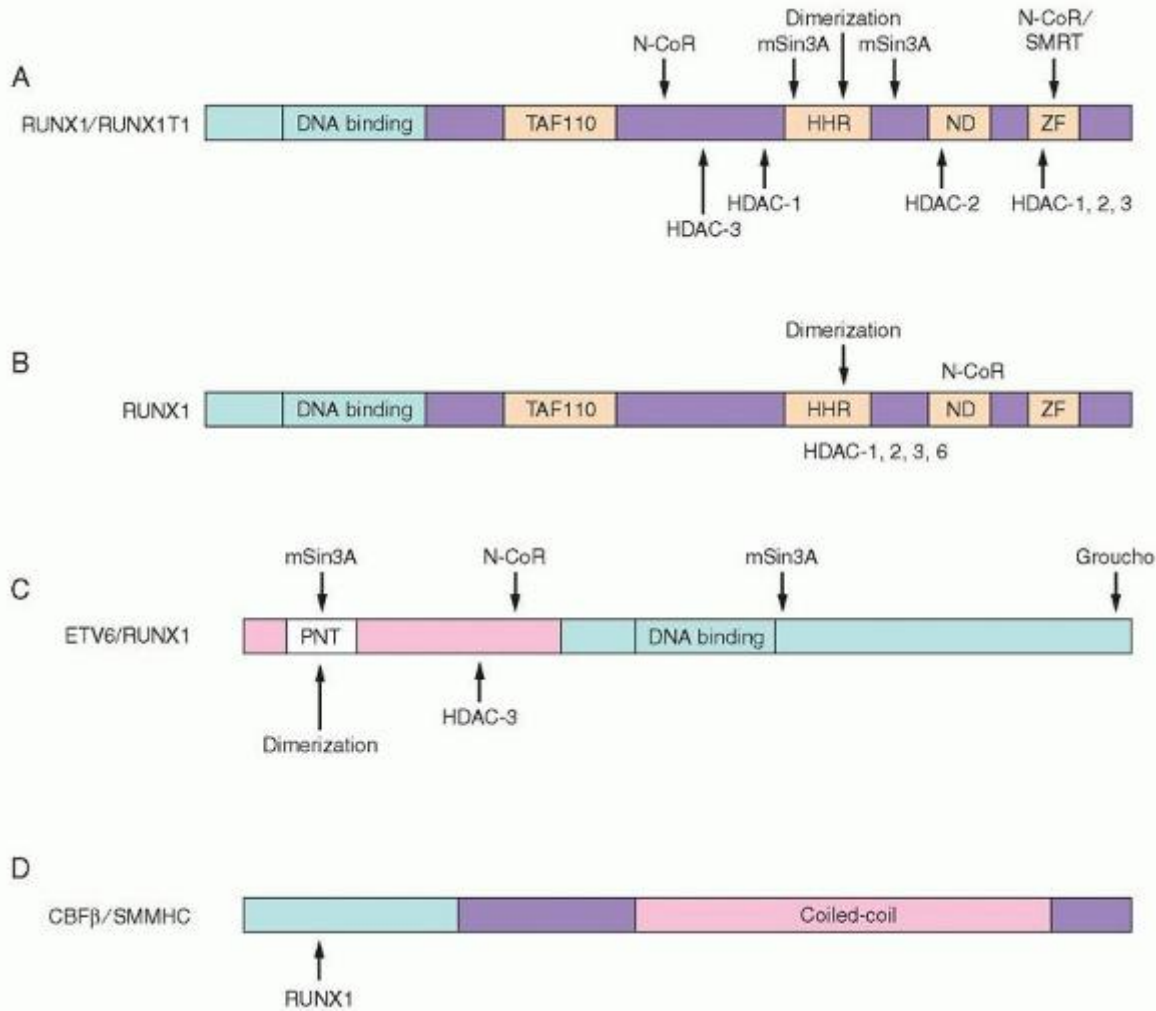 A
N-CoR
Dimerization
mSin3A
mSin3A
N-CoR/
SMRT
RUNX1/RUNX1T1
DNA binding
TAF110
HHR
ND
ZF
HDAC-3
HDAC-1
HDAC-2
HDAC-1, 2, 3
B
Dimerization
N-CoR
RUNX1
DNA binding
TAF110
HHR
ND
ZF
HDAC-1, 2, 3, 6
C
mSin3A
N-CoR
mSin3A
Groucho
ETV6/RUNX1
PNT
DNA binding
HDAC-3
Dimerization
D
CBFβ/SMMHC
Coiled-coil
RUNX1